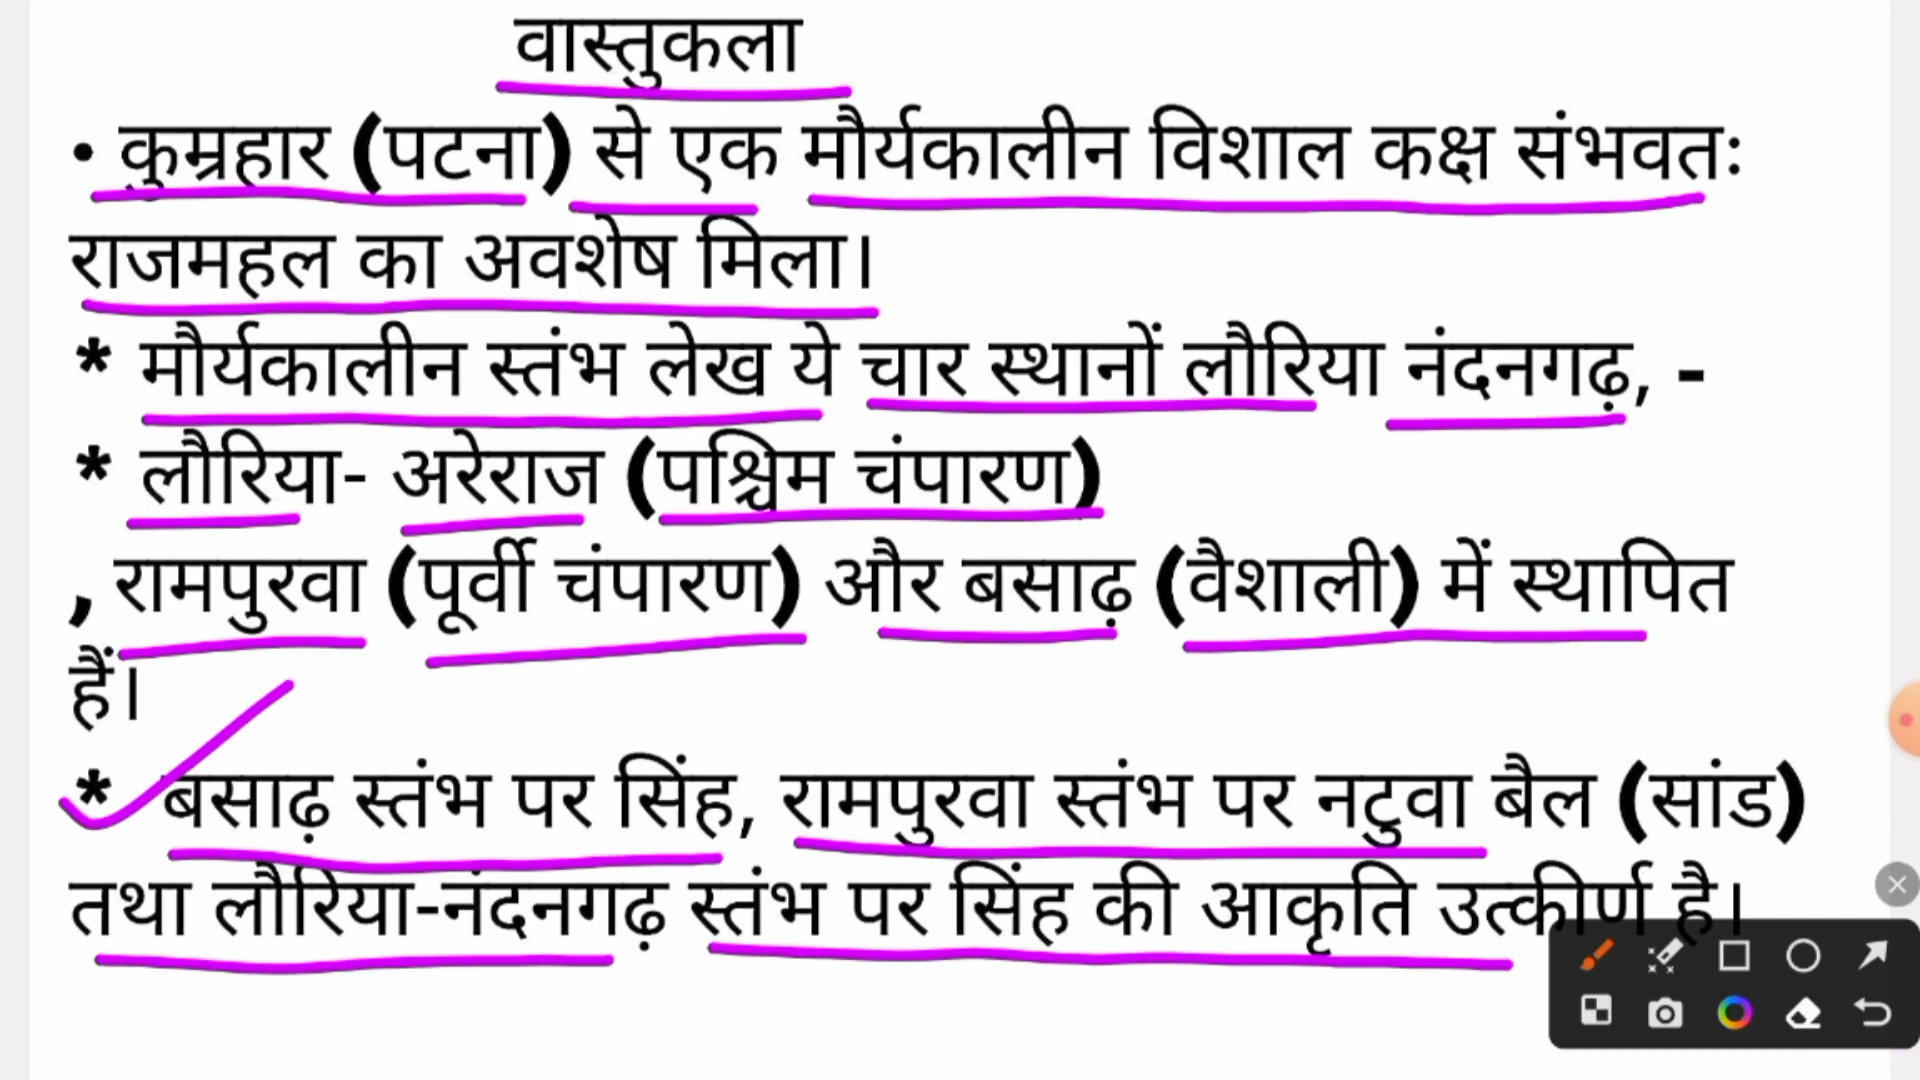 वास्तुकला
• कुम्रहार (पटना) से एक मौर्यकालीन विशाल कक्ष संभवतः
राजमहल का अवशेष मिला।
* मौर्यकालीन स्तंभ लेख ये चार स्थानों लौरिया नंदनगढ़, -
* लौरिया- अरेराज (पश्चिम चंपारण)
, रामपुरवा (पूर्वी चंपारण) और बसाढ़ (वैशाली) में स्थापित
हैं।
* बसाढ़ स्तंभ पर सिंह, रामपुरवा स्तंभ पर नटुवा बैल (सांड)
तथा लौरिया-नंदनगढ़ स्तंभ पर सिंह की आकृति उत्कीर्ण है।